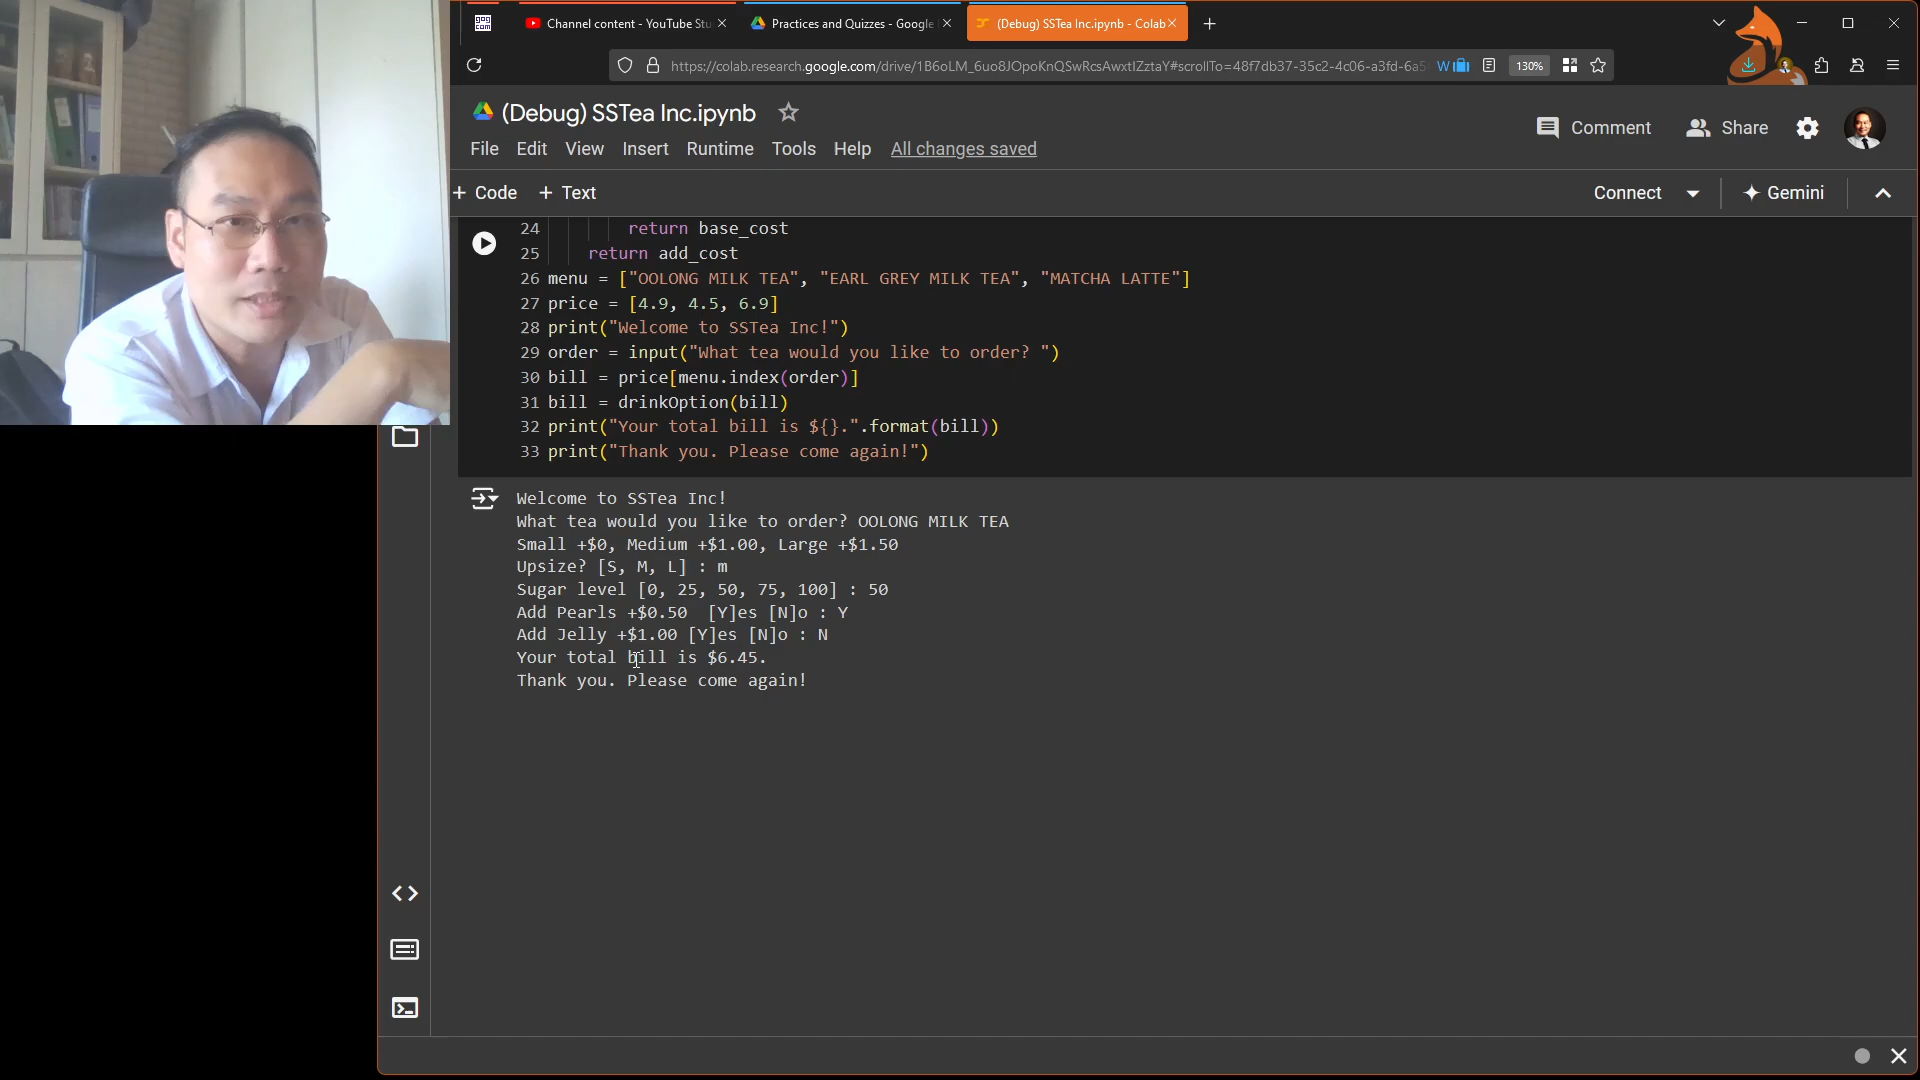 Channel content - YouTube Stu
Practices and Quizzes - Google
(Debug) SSTea Inc.ipynb - Colab
https://colab.research.google.com/drive/1B6oLM_6uo8JOpoKnQSwRcsAwxtIZztaY#scrollTo=48f7db37-35c2-4c06-a3fd-6a5
130%
(Debug) SSTea Inc.ipynb
Comment
Share
File Edit View Insert Runtime Tools Help All changes saved
+ Code + Text
Connect
Gemini
24 return base_cost
25 return add_cost
26 menu = ["OOLONG MILK TEA", "EARL GREY MILK TEA", "MATCHA LATTE"]
27 price = [4.9, 4.5, 6.9]
28 print("Welcome to SSTea Inc!")
29 order = input("What tea would you like to order? ")
30 bill = price[menu.index(order)]
31 bill = drinkOption(bill)
32 print("Your total bill is ${}.".format(bill))
33 print("Thank you. Please come again!")
Welcome to SSTea Inc!
What tea would you like to order? OOLONG MILK TEA
Small +$0, Medium +$1.00, Large +$1.50
Upsize? [S, M, L] : m
Sugar level [0, 25, 50, 75, 100] : 50
Add Pearls +$0.50  [Y]es [N]o : Y
Add Jelly +$1.00 [Y]es [N]o : N
Your total bill is $6.45.
Thank you. Please come again!